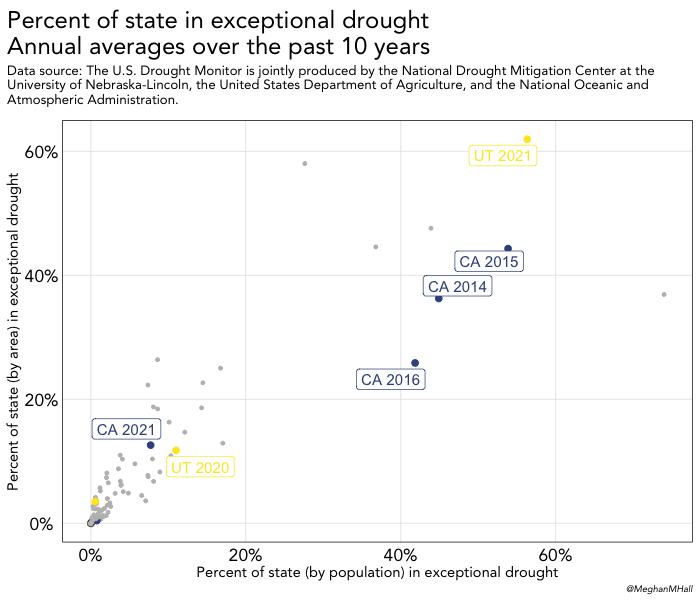 Percent of state in exceptional drought
Annual averages over the past 10 years
Data source: The U.S. Drought Monitor is jointly produced by the National Drought Mitigation Center at the
University of Nebraska-Lincoln, the United States Department of Agriculture, and the National Oceanic and
Atmospheric Administration.
Percent of state (by area) in exceptional drought
60%
40%
20%
0%
UT 2021
CA 2015
CA 2014
CA 2016
CA 2021
UT 2020
0%
20%
40%
60%
Percent of state (by population) in exceptional drought
@MeghanMHall